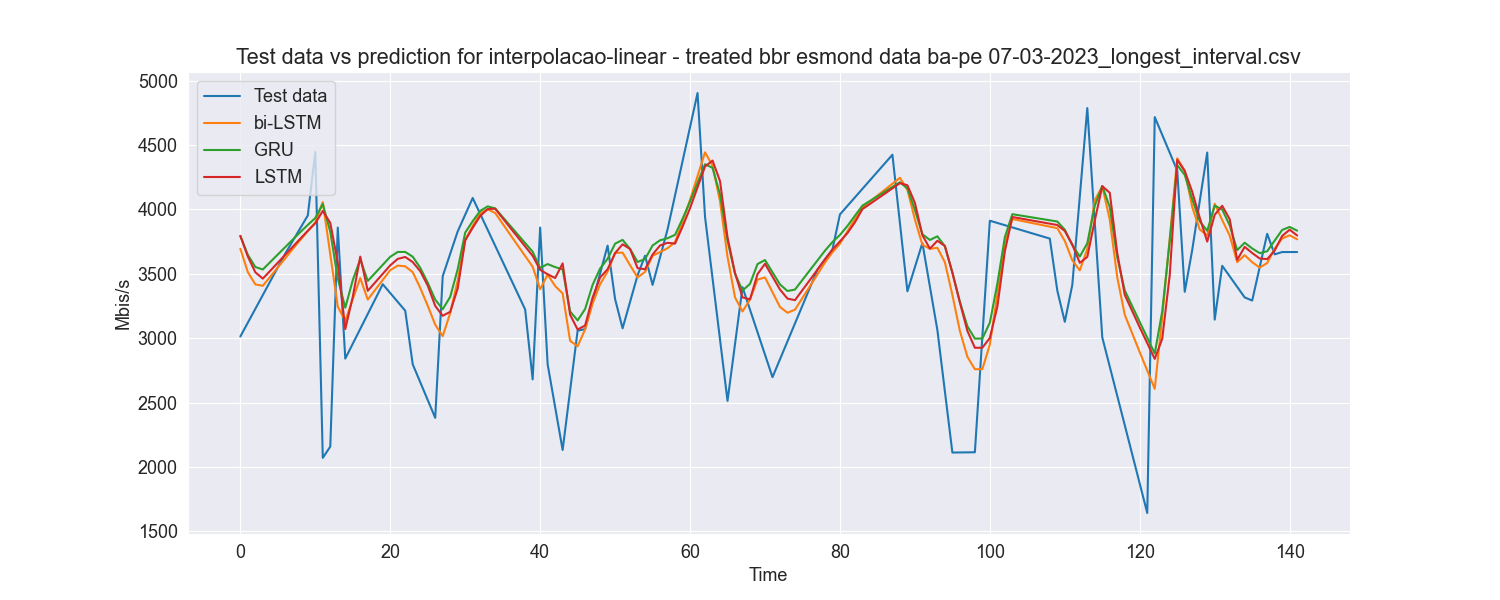 Test data vs prediction for interpolacao-linear - treated bbr esmond data ba-pe 07-03-2023_longest_interval.csv
5000
4500
4000
3500
3000
2500
2000
1500
Mbis/s
Test data
bi-LSTM
GRU
LSTM
0 20 40 60 80 100 120 140
Time